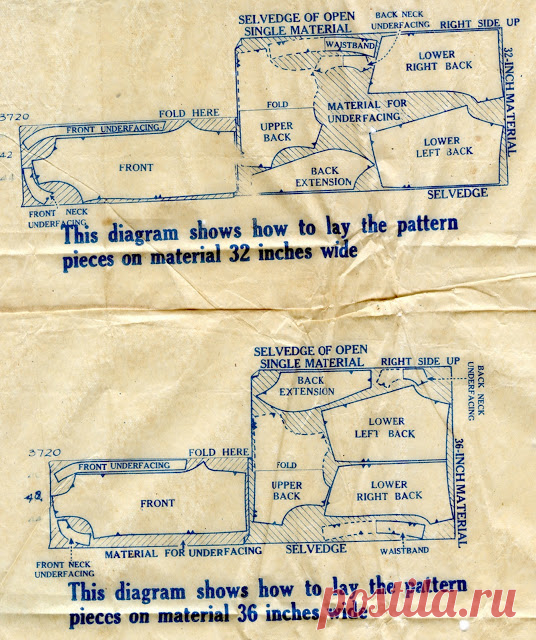 SELVEDGE OF OPEN
SINGLE MATERIAL
BACK NECK
UNDERFACING
RIGHT SIDE UP
WAISTBAND
LOWER
RIGHT BACK
32-INCH MATERIAL
3720
FOLD HERE
FOLD
MATERIAL FOR
UNDERFACING
FRONT UNDERFACING
UPPER
BACK
LOWER
LEFT BACK
42
FRONT
BACK
EXTENSION
SELVEDGE
FRONT NECK
UNDERFACING
This diagram shows how to lay the pattern
pieces on material 32 inches wide
SELVEDGE OF OPEN
SINGLE MATERIAL
RIGHT SIDE UP
BACK NECK
UNDERFACING
BACK
EXTENSION
LOWER
LEFT BACK
36-INCH MATERIAL
3720
FOLD HERE
FRONT UNDERFACING
FOLD
UPPER
BACK
LOWER
RIGHT BACK
FRONT
MATERIAL FOR UNDERFACING
SELVEDGE
WAISTBAND
FRONT NECK
UNDERFACING
This diagram shows how to lay the pattern
pieces on material 36 inches wide
postila.ru